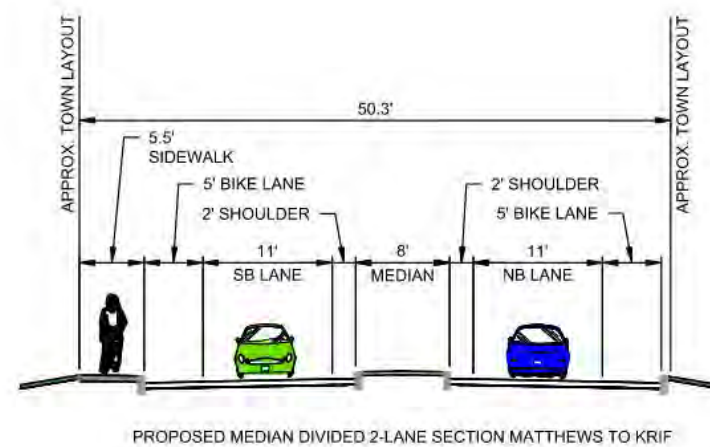 APPROX. TOWN LAYOUT
50.3'
APPROX. TOWN LAYOUT
5.5'
SIDEWALK
5' BIKE LANE
2' SHOULDER
2' SHOULDER
5' BIKE LANE
11'
SB LANE
8'
MEDIAN
11'
NB LANE
PROPOSED MEDIAN DIVIDED 2-LANE SECTION MATTHEWS TO KRIF